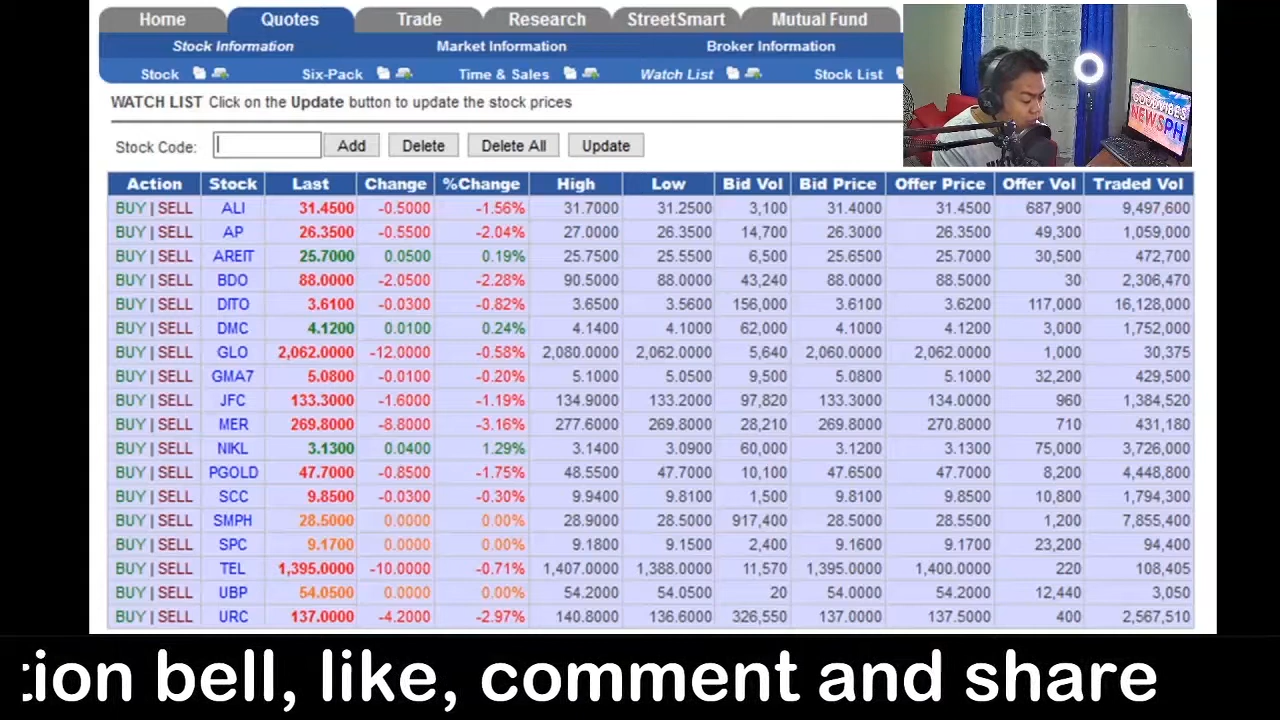 Home Quotes Trade Research StreetSmart Mutual Fund
Stock Information Market Information Broker Information
Stock Six-Pack Time & Sales Watch List Stock List
WATCH LIST Click on the Update button to update the stock prices
Stock Code: Add Delete Delete All Update
GOODVIBES
NEWSPH
Action Stock Last Change %Change High Low Bid Vol Bid Price Offer Price Offer Vol Traded Vol
BUY | SELL ALI 31.4500 -0.5000 -1.56% 31.7000 31.2500 3,100 31.4000 31.4500 687,900 9,497,600
BUY | SELL AP 26.3500 -0.5500 -2.04% 27.0000 26.3500 14,700 26.3000 26.3500 49,300 1,059,000
BUY | SELL AREIT 25.7000 0.0500 0.19% 25.7500 25.5500 6,500 25.6500 25.7000 30,500 472,700
BUY | SELL BDO 88.0000 -2.0500 -2.28% 90.5000 88.0000 43,240 88.0000 88.5000 30 2,306,470
BUY | SELL DITO 3.6100 -0.0300 -0.82% 3.6500 3.5600 156,000 3.6100 3.6200 117,000 16,128,000
BUY | SELL DMC 4.1200 0.0100 0.24% 4.1400 4.1000 62,000 4.1000 4.1200 3,000 1,752,000
BUY | SELL GLO 2,062.0000 -12.0000 -0.58% 2,080.0000 2,062.0000 5,640 2,060.0000 2,062.0000 1,000 30,375
BUY | SELL GMA7 5.0800 -0.0100 -0.20% 5.1000 5.0500 9,500 5.0800 5.1000 32,200 429,500
BUY | SELL JFC 133.3000 -1.6000 -1.19% 134.9000 133.2000 97,820 133.3000 134.0000 960 1,384,520
BUY | SELL MER 269.8000 -8.8000 -3.16% 277.6000 269.8000 28,210 269.8000 270.8000 710 431,180
BUY | SELL NIKL 3.1300 0.0400 1.29% 3.1400 3.0900 60,000 3.1200 3.1300 75,000 3,726,000
BUY | SELL PGOLD 47.7000 -0.8500 -1.75% 48.5500 47.7000 10,100 47.6500 47.7000 8,200 4,448,800
BUY | SELL SCC 9.8500 -0.0300 -0.30% 9.9400 9.8100 1,500 9.8100 9.8500 10,800 1,794,300
BUY | SELL SMPH 28.5000 0.0000 0.00% 28.9000 28.5000 917,400 28.5000 28.5500 1,200 7,855,400
BUY | SELL SPC 9.1700 0.0000 0.00% 9.1800 9.1500 2,400 9.1600 9.1700 23,200 94,400
BUY | SELL TEL 1,395.0000 -10.0000 -0.71% 1,407.0000 1,388.0000 11,570 1,395.0000 1,400.0000 220 108,405
BUY | SELL UBP 54.0500 0.0000 0.00% 54.2000 54.0500 20 54.0000 54.2000 12,440 3,050
BUY | SELL URC 137.0000 -4.2000 -2.97% 140.8000 136.6000 326,550 137.0000 137.5000 400 2,567,510
tion bell, like, comment and share